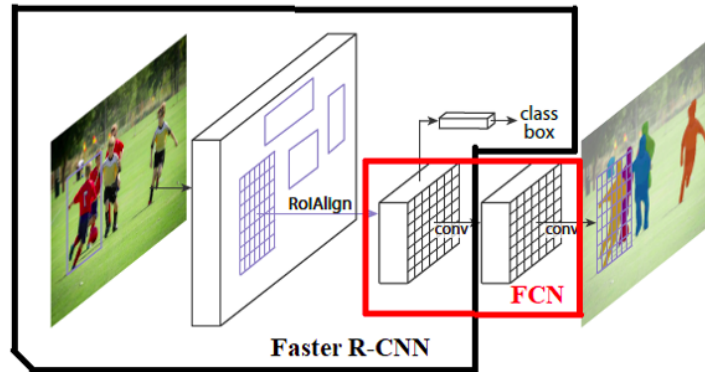 class
box
RoIAlign
conv
conv
FCN
Faster R-CNN